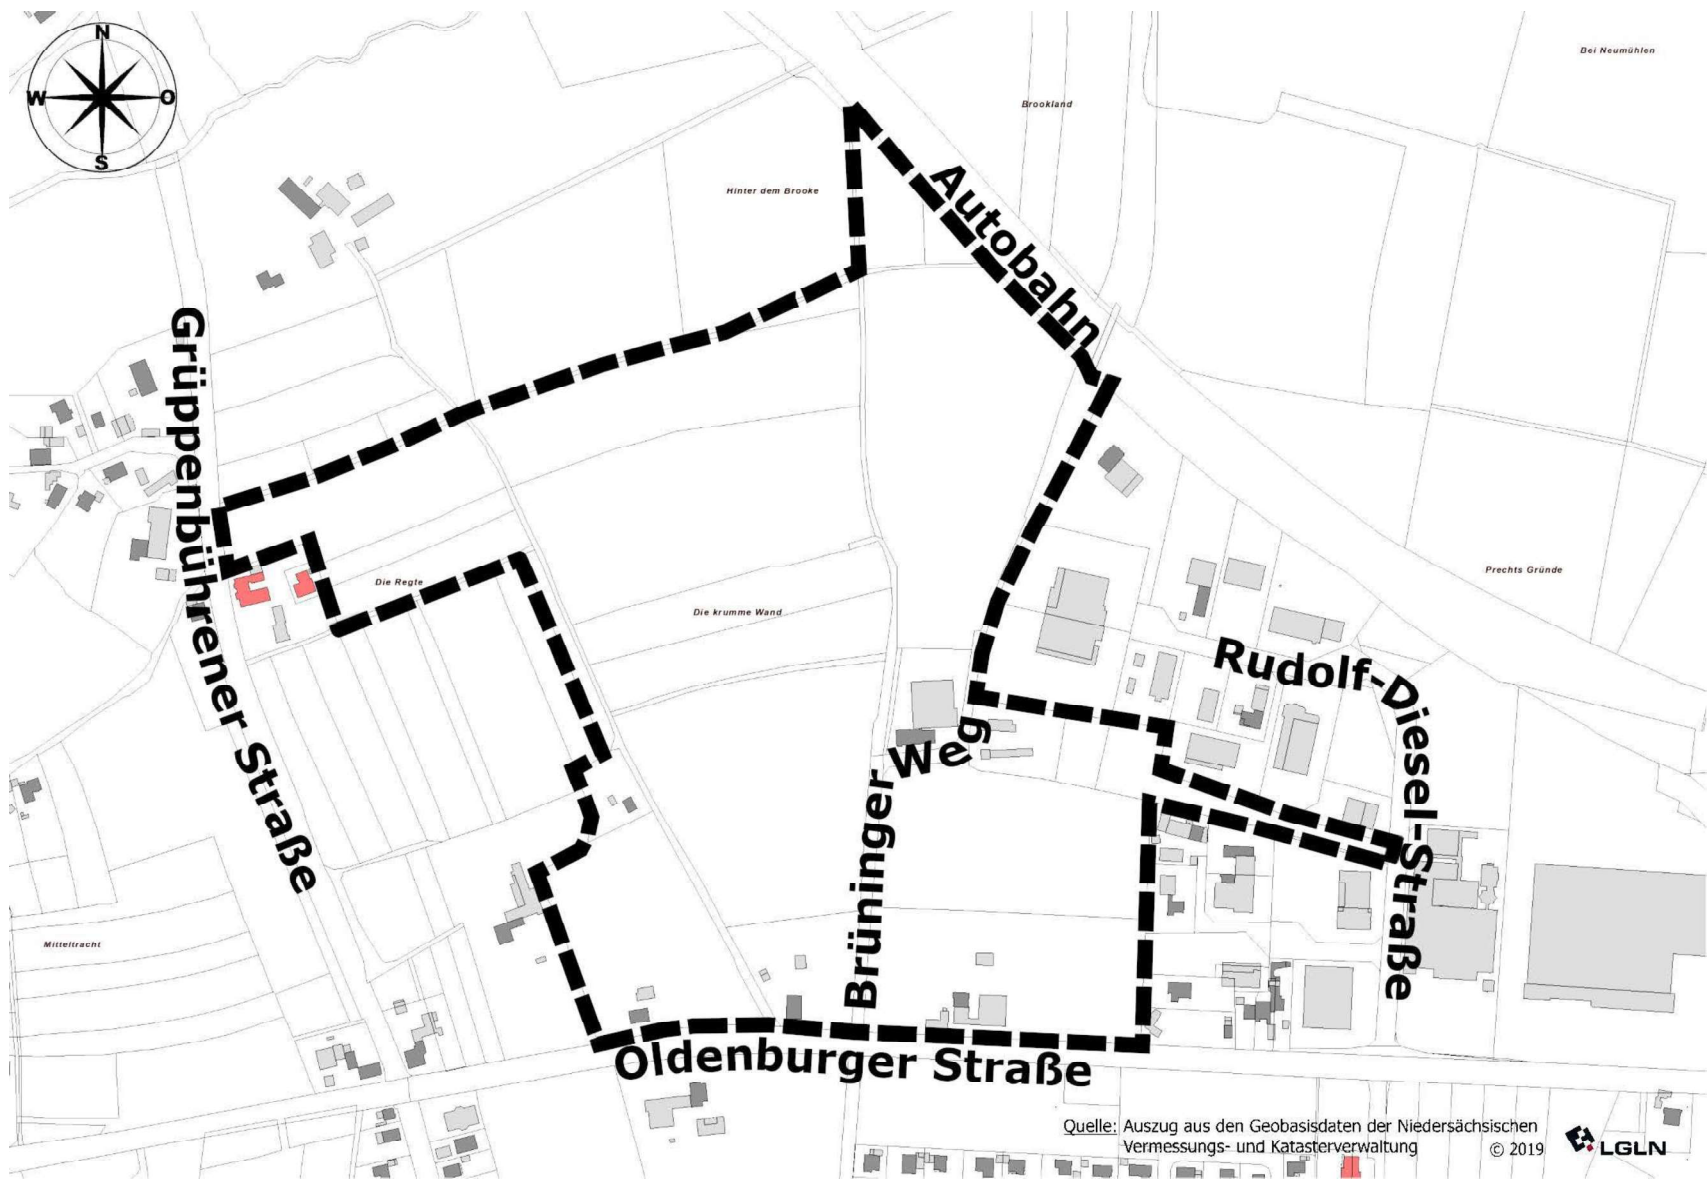 N
W
O
S
Bei Neumühlen
Brookland
Hinter dem Brooke
Autobahn
Grüppenbührener Straße
Die Regte
Die krumme Wand
Prechts Gründe
Rudolf-Diesel-Straße
Brüninger Weg
Mitteltracht
Oldenburger Straße
Quelle: Auszug aus den Geobasisdaten der Niedersächsischen
Vermessungs- und Katasterverwaltung
© 2019
LGLN